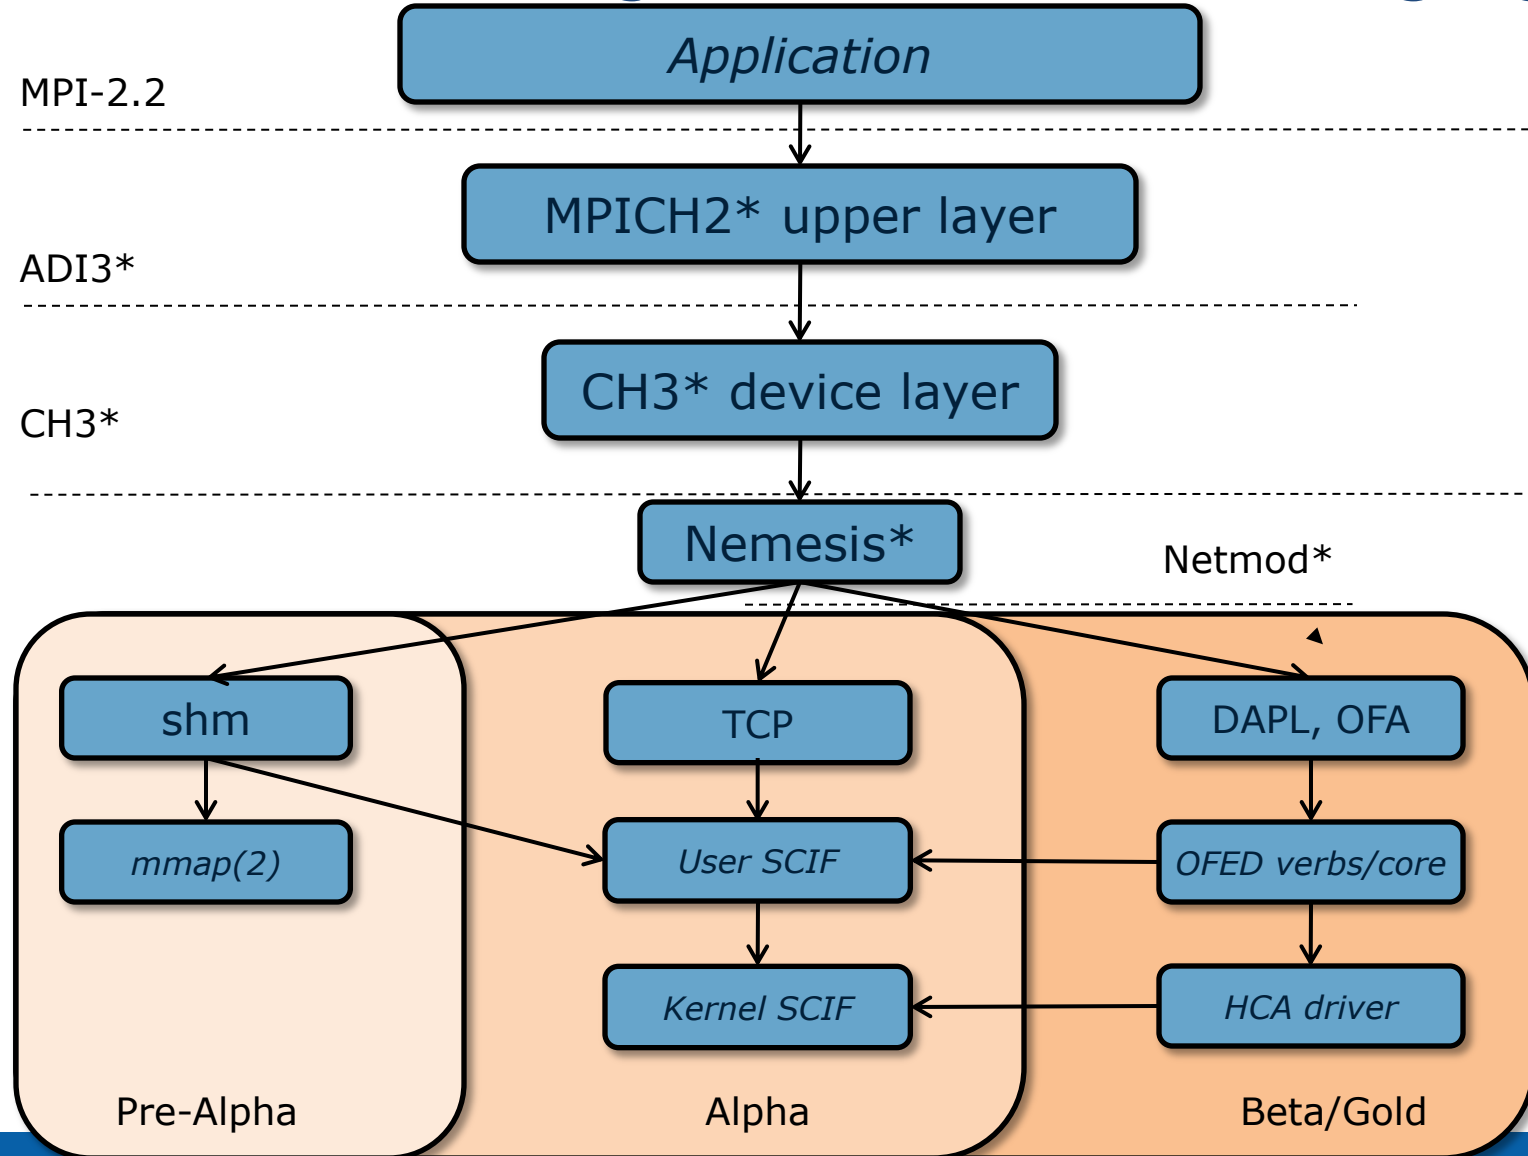 Application
MPI-2.2
MPICH2* upper layer
ADI3*
CH3* device layer
CH3*
Nemesis*
Netmod*
shm
TCP
DAPL, OFA
mmap(2)
User SCIF
OFED verbs/core
Kernel SCIF
HCA driver
Pre-Alpha
Alpha
Beta/Gold